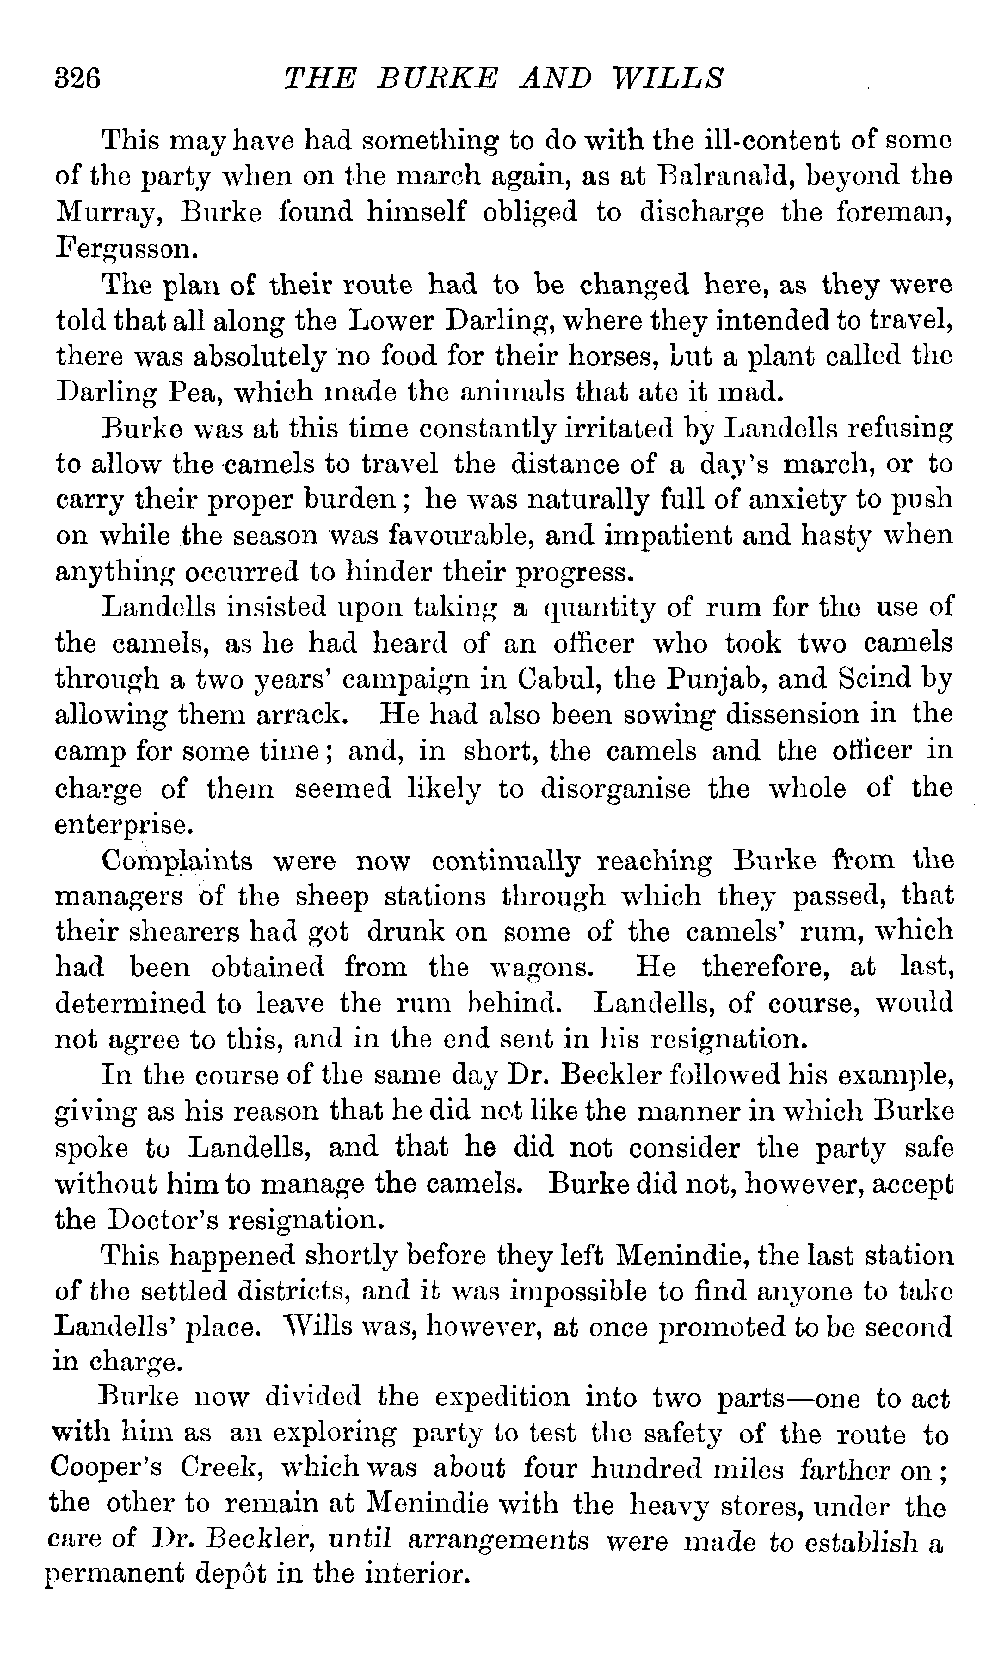 326 THE BURKE AND WILLS
This may have had something to do with the ill-content of some
of the party when on the march again, as at Balranald, beyond the
Murray, Burke found himself obliged to discharge the foreman,
Fergusson.
The plan of their route had to be changed here, as they were
told that all along the Lower Darling, where they intended to travel,
there was absolutely no food for their horses, but a plant called the
Darling Pea, which made the animals that ate it mad.
Burke was at this time constantly irritated by Landells refusing
to allow the camels to travel the distance of a day's march, or to
carry their proper burden; he was naturally full of anxiety to push
on while the season was favourable, and impatient and hasty when
anything occurred to hinder their progress.
Landells insisted upon taking a quantity of rum for the use of
the camels, as he had heard of an officer who took two camels
through a two years' campaign in Cabul, the Punjab, and Scind by
allowing them arrack. He had also been sowing dissension in the
camp for some time; and, in short, the camels and the officer in
charge of them seemed likely to disorganise the whole of the
enterprise.
Complaints were now continually reaching Burke from the
managers of the sheep stations through which they passed, that
their shearers had got drunk on some of the camels' rum, which
had been obtained from the wagons. He therefore, at last,
determined to leave the rum behind. Landells, of course, would
not agree to this, and in the end sent in his resignation.
In the course of the same day Dr. Beckler followed his example,
giving as his reason that he did not like the manner in which Burke
spoke to Landells, and that he did not consider the party safe
without him to manage the camels. Burke did not, however, accept
the Doctor's resignation.
This happened shortly before they left Menindie, the last station
of the settled districts, and it was impossible to find anyone to take
Landells' place. Wills was, however, at once promoted to be second
in charge.
Burke now divided the expedition into two parts—one to act
with him as an exploring party to test the safety of the route to
Cooper's Creek, which was about four hundred miles farther on;
the other to remain at Menindie with the heavy stores, under the
care of Dr. Beckler, until arrangements were made to establish a
permanent depôt in the interior.